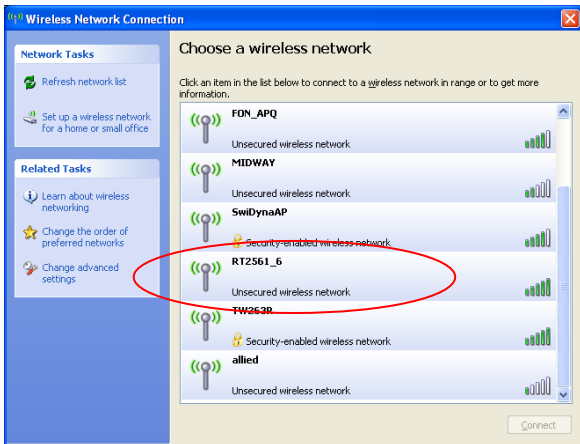 Wireless Network Connection
Network Tasks
Refresh network list
Set up a wireless network
for a home or small office
Related Tasks
Learn about wireless
networking
Change the order of
preferred networks
Change advanced
settings
Choose a wireless network
Click an item in the list below to connect to a wireless network in range or to get more
information.
FON_APQ
Unsecured wireless network
MIDWAY
Unsecured wireless network
SwiDynaAP
Security-enabled wireless network
RT2561_6
Unsecured wireless network
TW263R
Security-enabled wireless network
allied
Unsecured wireless network
Connect